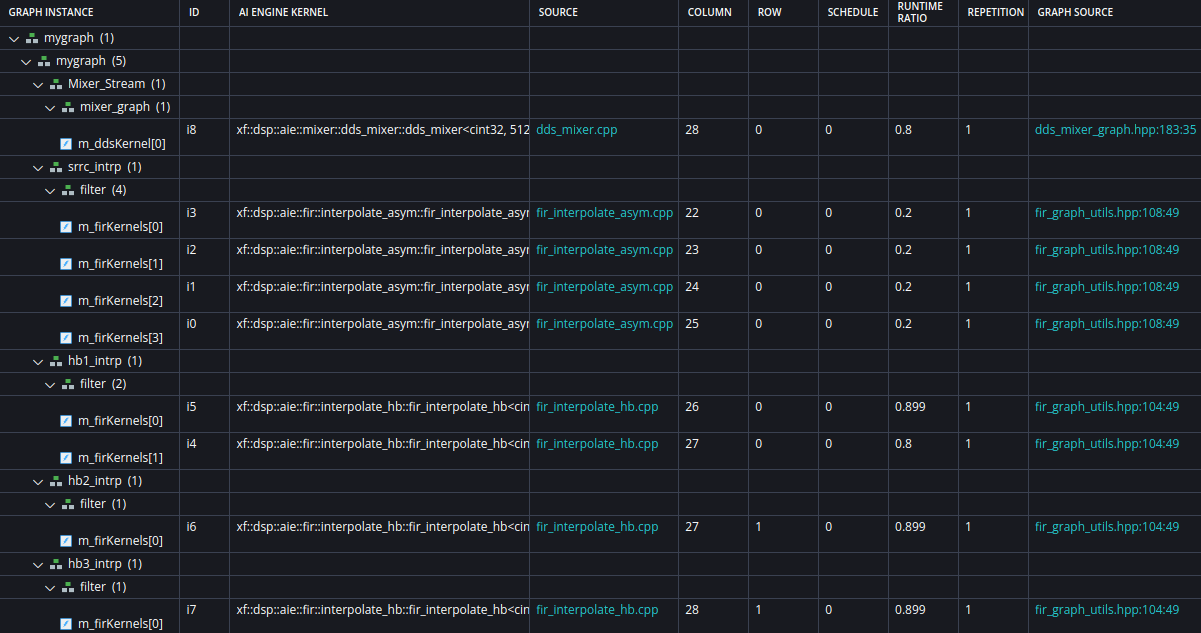 GRAPH INSTANCE ID AI ENGINE KERNEL SOURCE COLUMN ROW SCHEDULE RUNTIME RATIO REPETITION GRAPH SOURCE
mygraph (1)
mygraph (5)
Mixer_Stream (1)
mixer_graph (1)
m_ddsKernel[0] i8 xf::dsp::aie::mixer::dds_mixer::dds_mixer<cint32, 512 dds_mixer.cpp 28 0 0 0.8 1 dds_mixer_graph.hpp:183:35
srrc_intrp (1)
filter (4)
m_firKernels[0] i3 xf::dsp::aie::fir::interpolate_asym::fir_interpolate_asyr fir_interpolate_asym.cpp 22 0 0 0.2 1 fir_graph_utils.hpp:108:49
m_firKernels[1] i2 xf::dsp::aie::fir::interpolate_asym::fir_interpolate_asyr fir_interpolate_asym.cpp 23 0 0 0.2 1 fir_graph_utils.hpp:108:49
m_firKernels[2] i1 xf::dsp::aie::fir::interpolate_asym::fir_interpolate_asyr fir_interpolate_asym.cpp 24 0 0 0.2 1 fir_graph_utils.hpp:108:49
m_firKernels[3] i0 xf::dsp::aie::fir::interpolate_asym::fir_interpolate_asyr fir_interpolate_asym.cpp 25 0 0 0.2 1 fir_graph_utils.hpp:108:49
hb1_intrp (1)
filter (2)
m_firKernels[0] i5 xf::dsp::aie::fir::interpolate_hb::fir_interpolate_hb<cin fir_interpolate_hb.cpp 26 0 0 0.899 1 fir_graph_utils.hpp:104:49
m_firKernels[1] i4 xf::dsp::aie::fir::interpolate_hb::fir_interpolate_hb<cin fir_interpolate_hb.cpp 27 0 0 0.8 1 fir_graph_utils.hpp:104:49
hb2_intrp (1)
filter (1)
m_firKernels[0] i6 xf::dsp::aie::fir::interpolate_hb::fir_interpolate_hb<cin fir_interpolate_hb.cpp 27 1 0 0.899 1 fir_graph_utils.hpp:104:49
hb3_intrp (1)
filter (1)
m_firKernels[0] i7 xf::dsp::aie::fir::interpolate_hb::fir_interpolate_hb<cin fir_interpolate_hb.cpp 28 1 0 0.899 1 fir_graph_utils.hpp:104:49